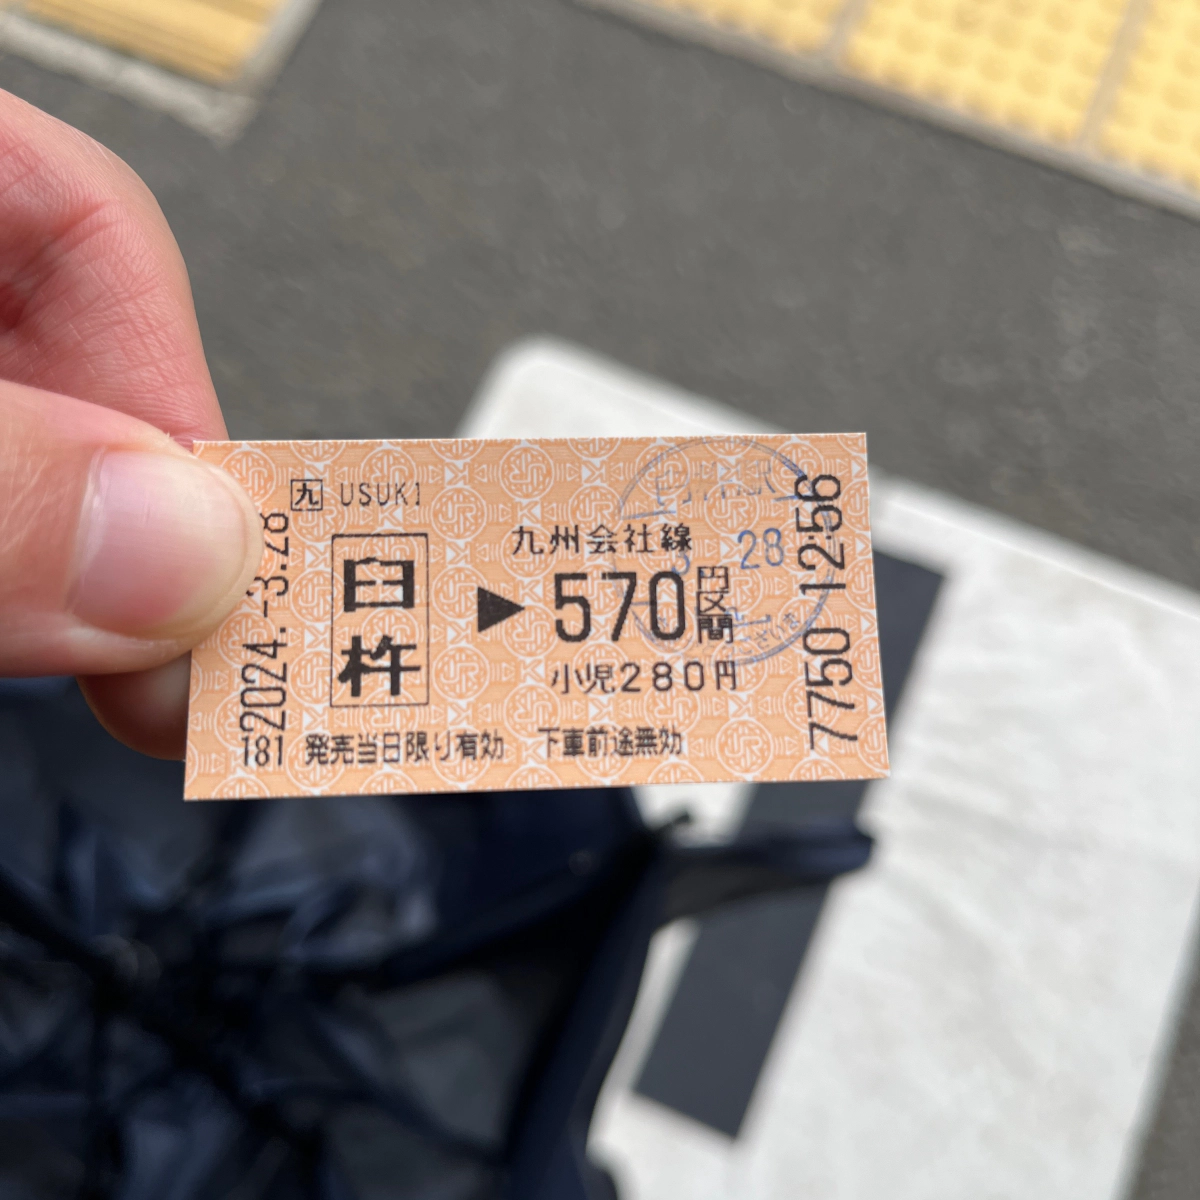 九 USUKI
臼杵
九州会社線
▶570円区間
小児280円
発売当日限り有効 下車前途無効
2024.-3.28
181
7750 12:56
28